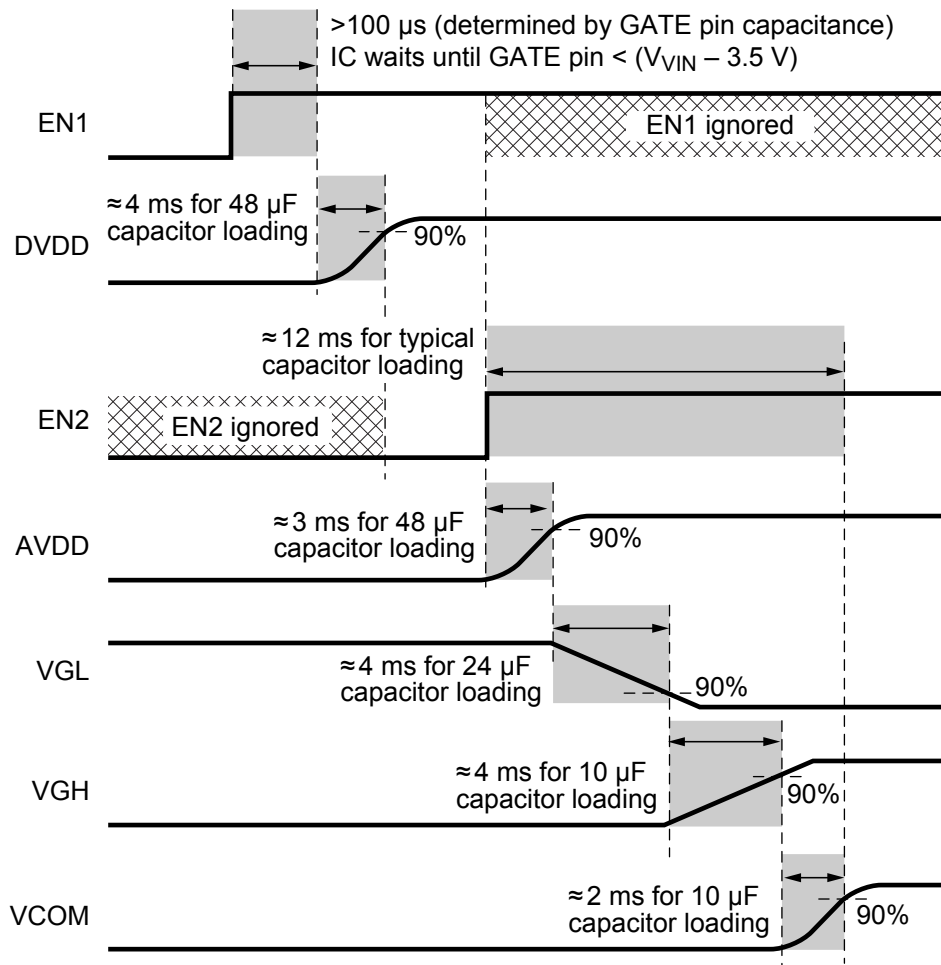 >100 µs (determined by GATE pin capacitance)
IC waits until GATE pin < (VVIN – 3.5 V)
EN1
EN1 ignored
≈4 ms for 48 µF
capacitor loading
DVDD
90%
≈12 ms for typical
capacitor loading
EN2
EN2 ignored
≈3 ms for 48 µF
capacitor loading
AVDD
90%
VGL
≈4 ms for 24 µF
capacitor loading
90%
VGH
≈4 ms for 10 µF
capacitor loading
90%
VCOM
≈2 ms for 10 µF
capacitor loading
90%